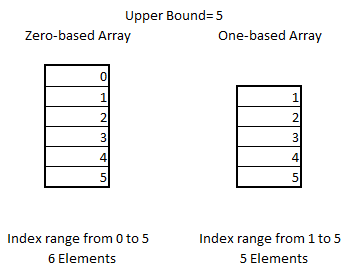 Upper Bound= 5
Zero-based Array
One-based Array
0
1
2
3
4
5
1
2
3
4
5
Index range from 0 to 5
6 Elements
Index range from 1 to 5
5 Elements